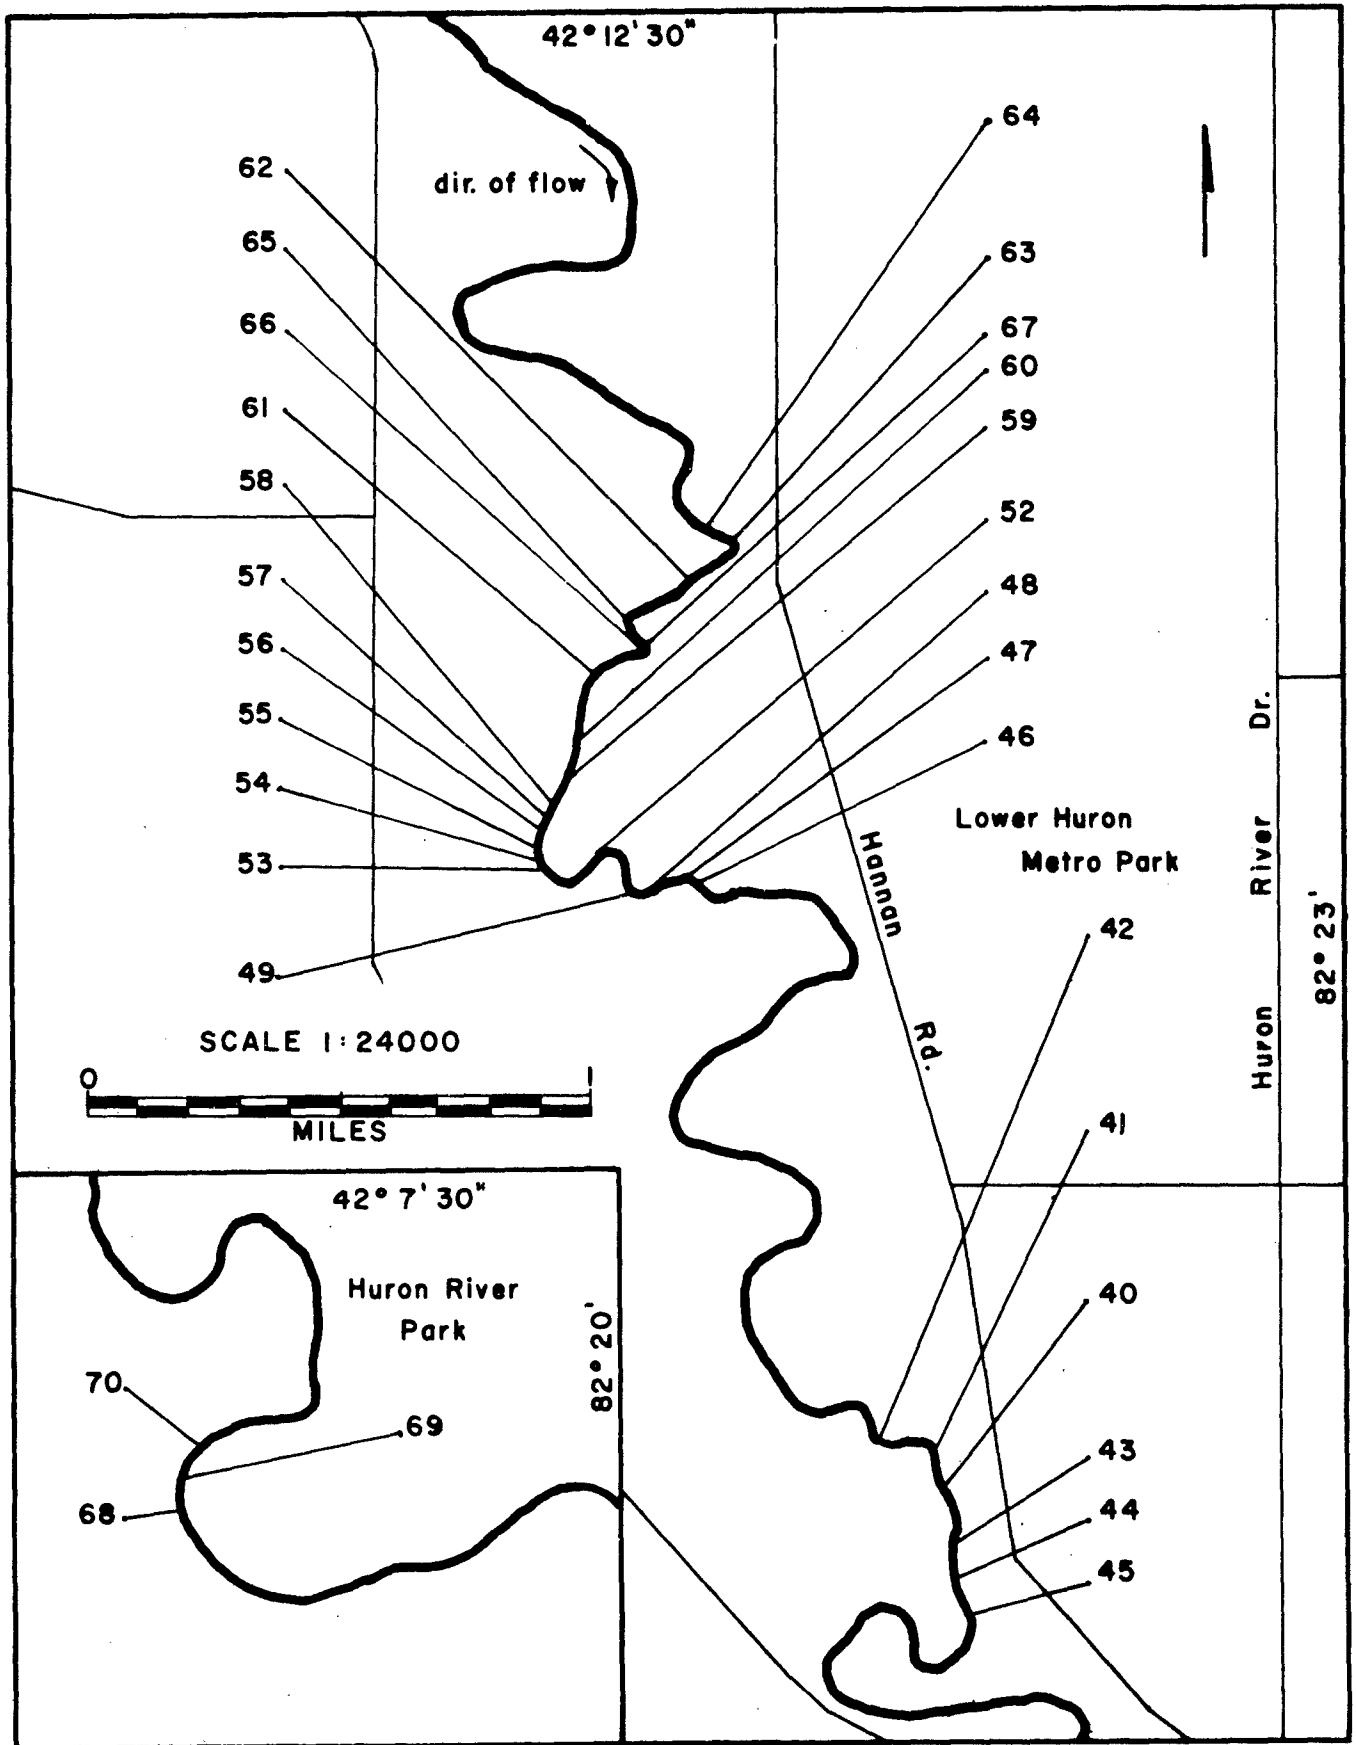 42° 12' 30"
64
62
dir. of flow
65
63
66
67
60
61
59
58
52
57
48
56
47
55
46
54
Lower Huron
Metro Park
53
Hannan Rd.
Huron River Dr.
82° 23'
42
49
SCALE 1:24000
0 1
MILES
41
42° 7' 30"
Huron River
Park
82° 20'
40
70
69
43
68
44
45